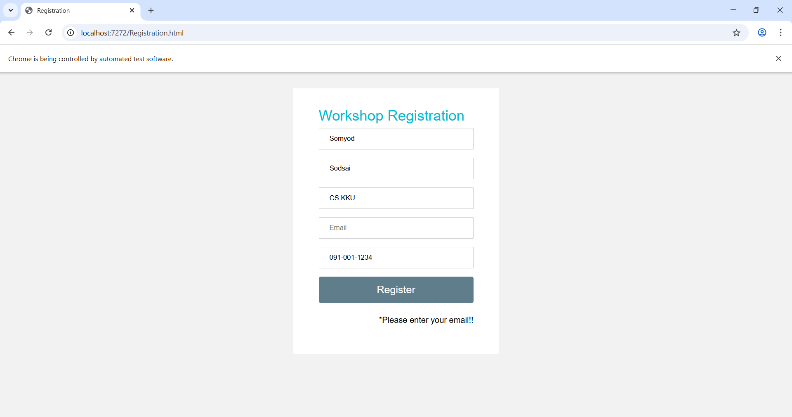 Registration
localhost:7272/Registration.html
Chrome is being controlled by automated test software.
Workshop Registration
Somyod
Sodsai
CS KKU
Email
091-001-1234
Register
*Please enter your email!!